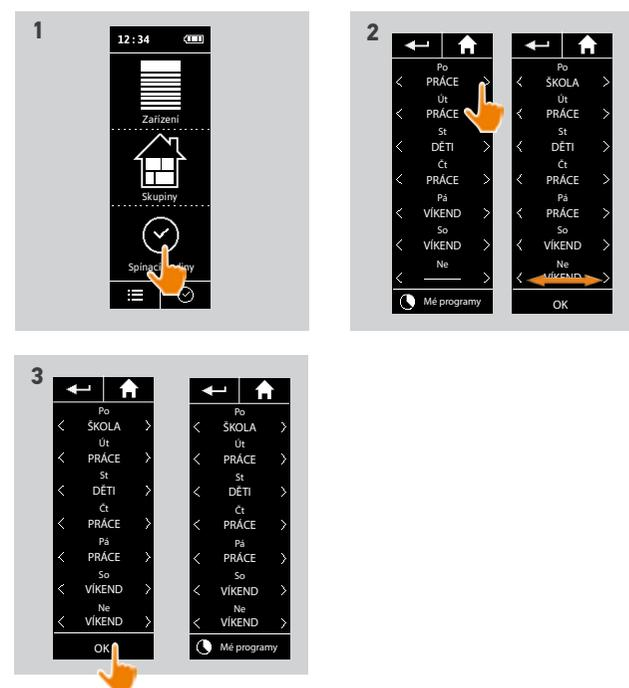 1
12:34
Zařízení
Skupiny
Spínací
2
Po
PRÁCE
Út
PRÁCE
St
DĚTI
Čt
PRÁCE
Pá
VÍKEND
So
VÍKEND
Ne
Mé programy
Po
ŠKOLA
Út
PRÁCE
St
DĚTI
Čt
PRÁCE
Pá
PRÁCE
So
VÍKEND
Ne
VÍKEND
OK
3
Po
ŠKOLA
Út
PRÁCE
St
DĚTI
Čt
PRÁCE
Pá
PRÁCE
So
VÍKEND
Ne
VÍKEND
OK
Po
ŠKOLA
Út
PRÁCE
St
DĚTI
Čt
PRÁCE
Pá
PRÁCE
So
VÍKEND
Ne
VÍKEND
Mé programy